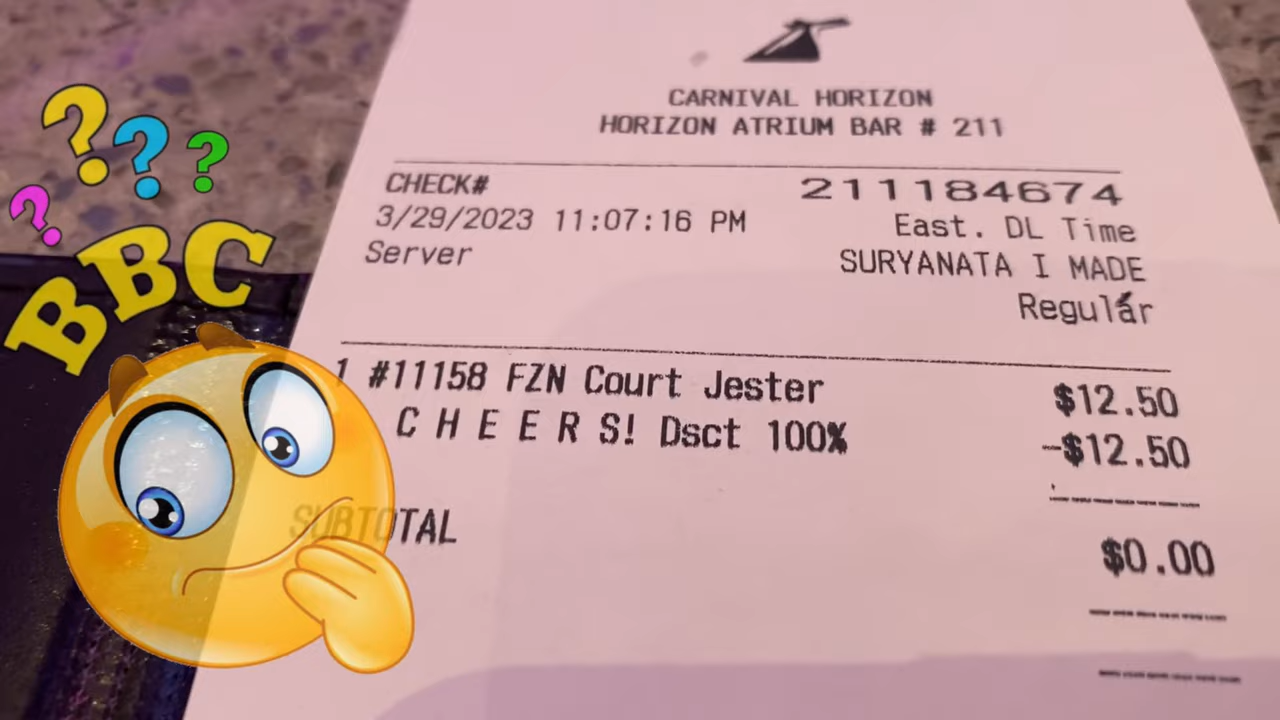 ? ? ? ?
BBC
CARNIVAL HORIZON
HORIZON ATRIUM BAR # 211
CHECK# 211184674
3/29/2023 11:07:16 PM East. DL Time
Server SURYANATA I MADE
Regular
1 #11158 FZN Court Jester $12.50
C H E E R S! Dsct 100% -$12.50
SUBTOTAL $0.00